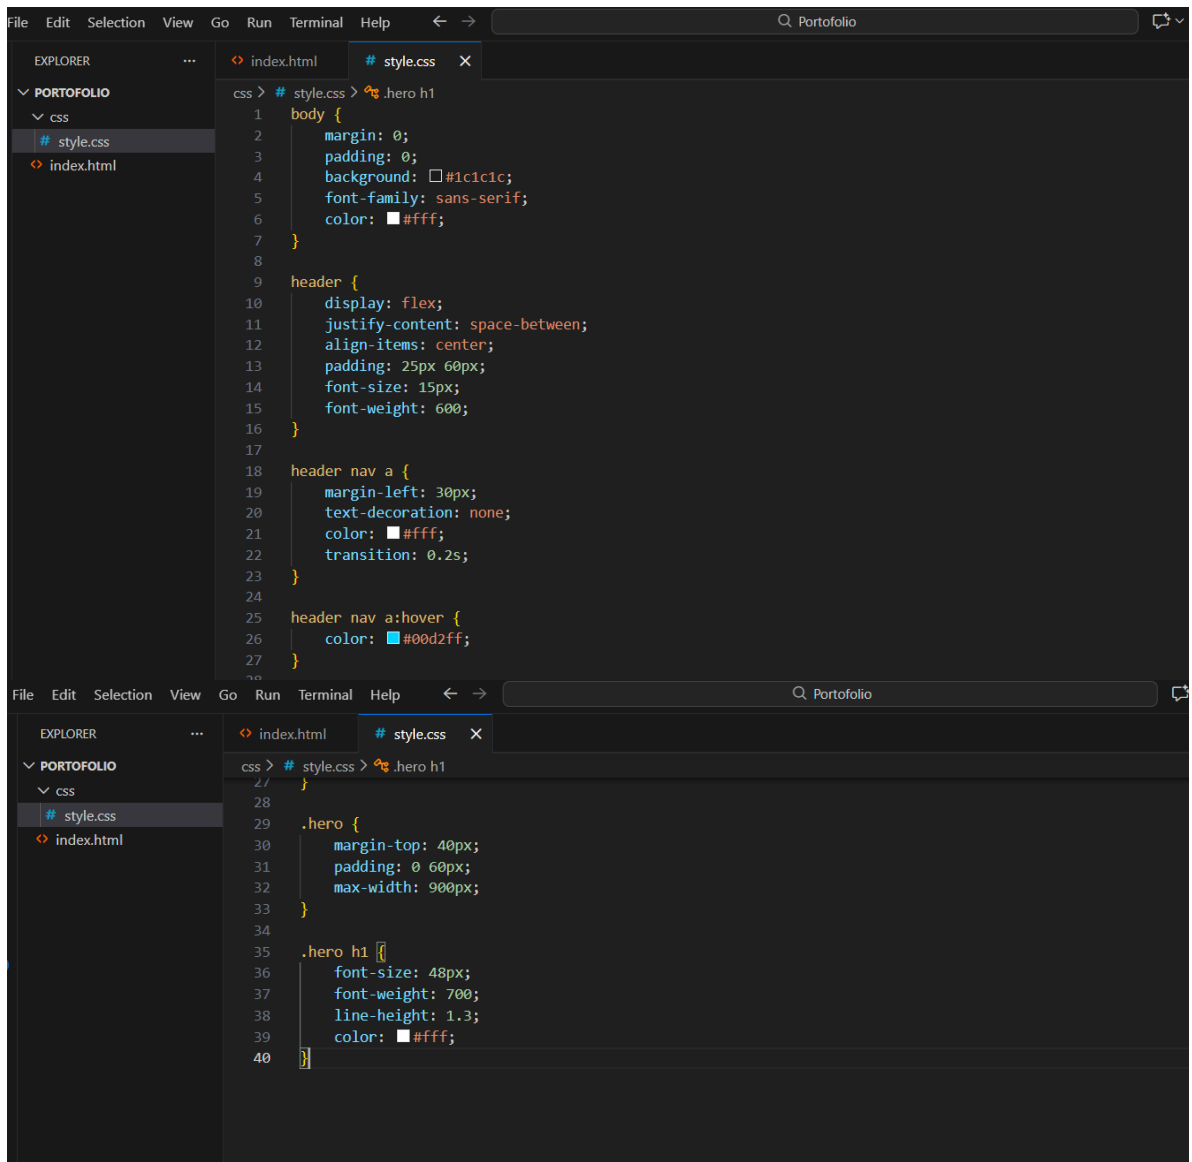 File Edit Selection View Go Run Terminal Help ← → Portofolio
EXPLORER ··· index.html # style.css ×
PORTOFOLIO
css
# style.css
index.html
css > # style.css > .hero h1
1 body {
2 margin: 0;
3 padding: 0;
4 background: #1c1c1c;
5 font-family: sans-serif;
6 color: #fff;
7 }
8
9 header {
10 display: flex;
11 justify-content: space-between;
12 align-items: center;
13 padding: 25px 60px;
14 font-size: 15px;
15 font-weight: 600;
16 }
17
18 header nav a {
19 margin-left: 30px;
20 text-decoration: none;
21 color: #fff;
22 transition: 0.2s;
23 }
24
25 header nav a:hover {
26 color: #00d2ff;
27 }
28
File Edit Selection View Go Run Terminal Help ← → Portofolio
EXPLORER ··· index.html # style.css ×
PORTOFOLIO
css
# style.css
index.html
css > # style.css > .hero h1
27 }
28
29 .hero {
30 margin-top: 40px;
31 padding: 0 60px;
32 max-width: 900px;
33 }
34
35 .hero h1 {
36 font-size: 48px;
37 font-weight: 700;
38 line-height: 1.3;
39 color: #fff;
40 }